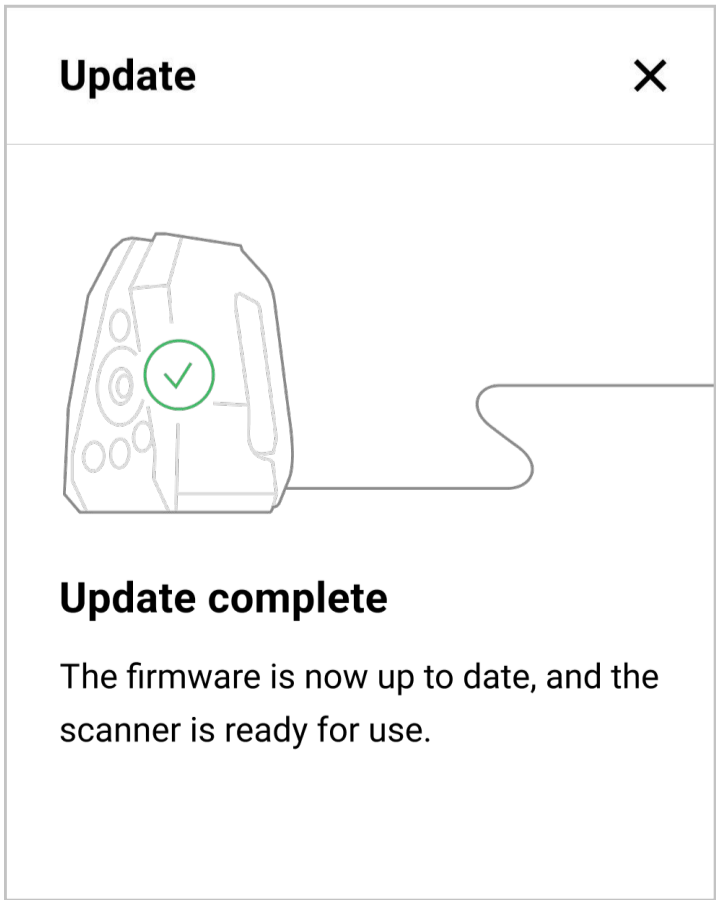 Update
Update complete
The firmware is now up to date, and the
scanner is ready for use.